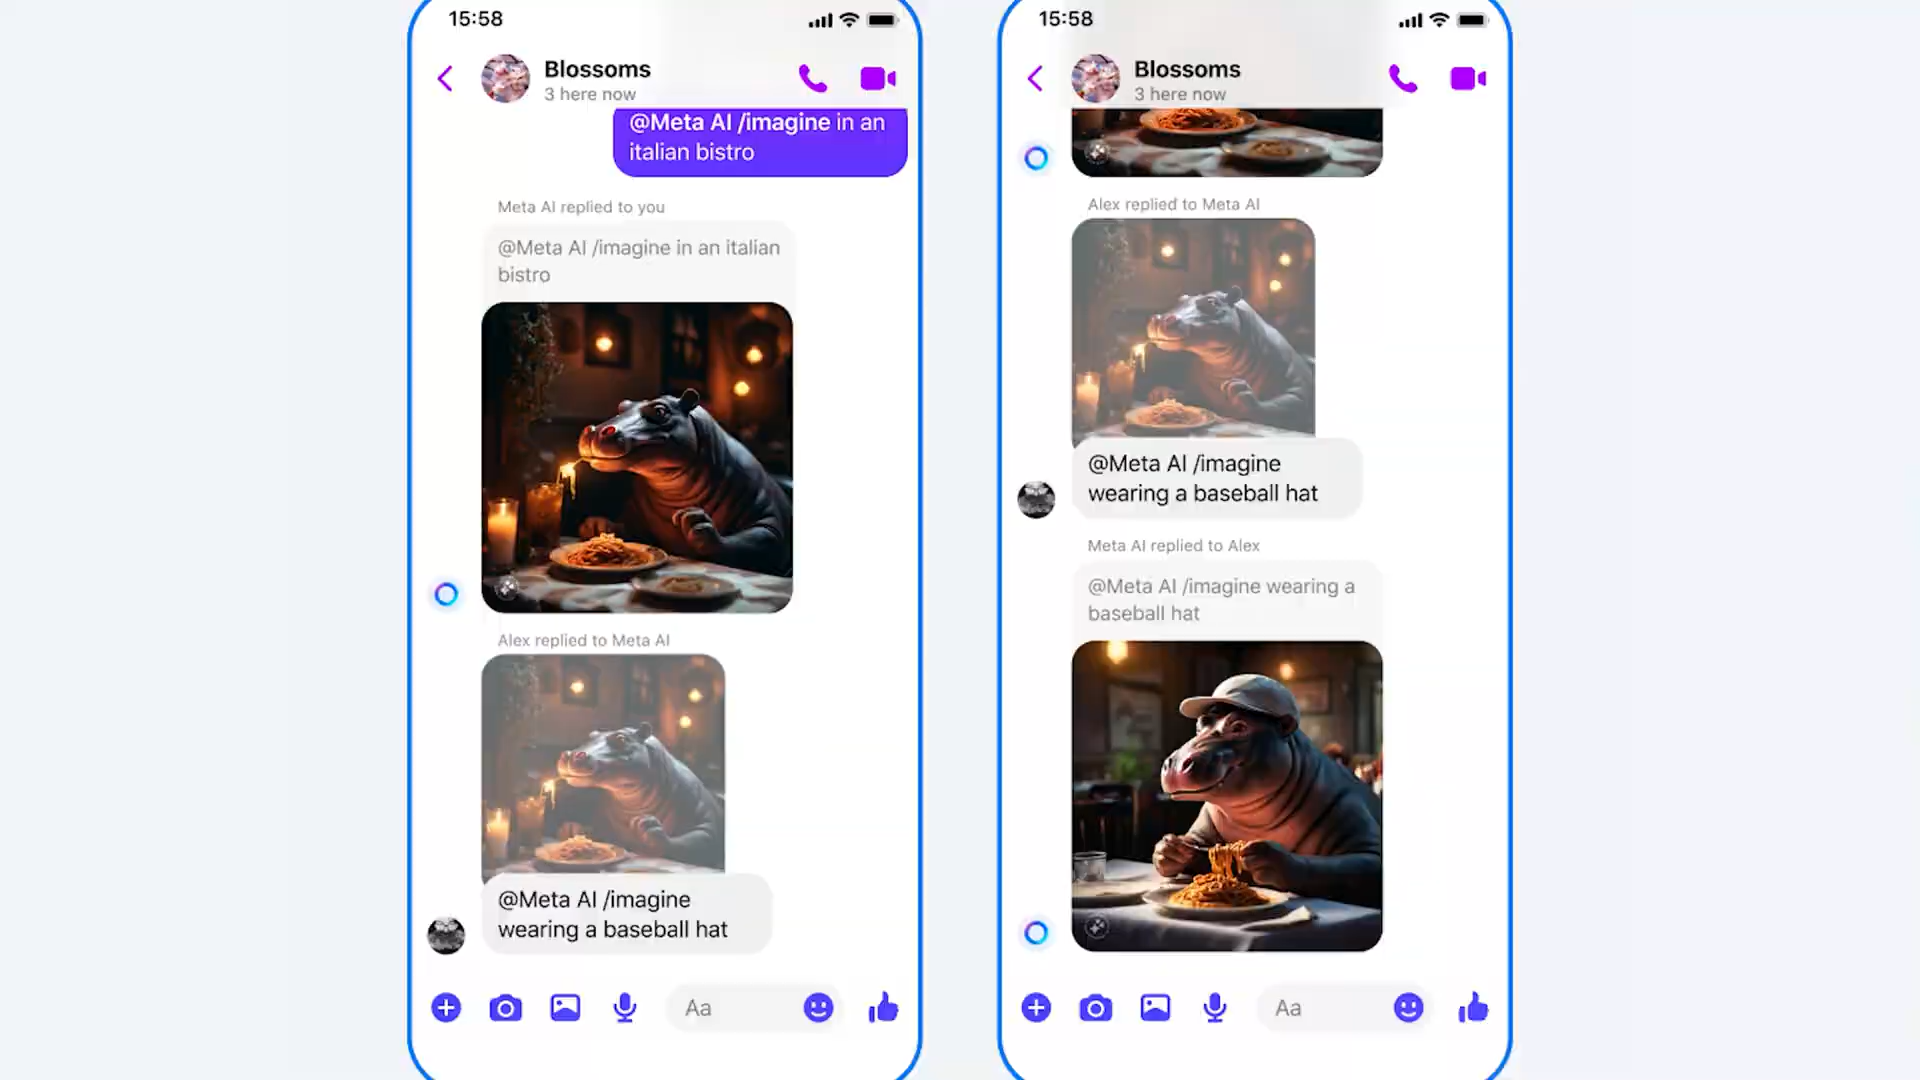 15:58
Blossoms
3 here now
@Meta AI /imagine in an
italian bistro
Meta AI replied to you
@Meta AI /imagine in an italian
bistro
Alex replied to Meta AI
@Meta AI /imagine
wearing a baseball hat
Aa
15:58
Blossoms
3 here now
Alex replied to Meta AI
@Meta AI /imagine
wearing a baseball hat
Meta AI replied to Alex
@Meta AI /imagine wearing a
baseball hat
Aa